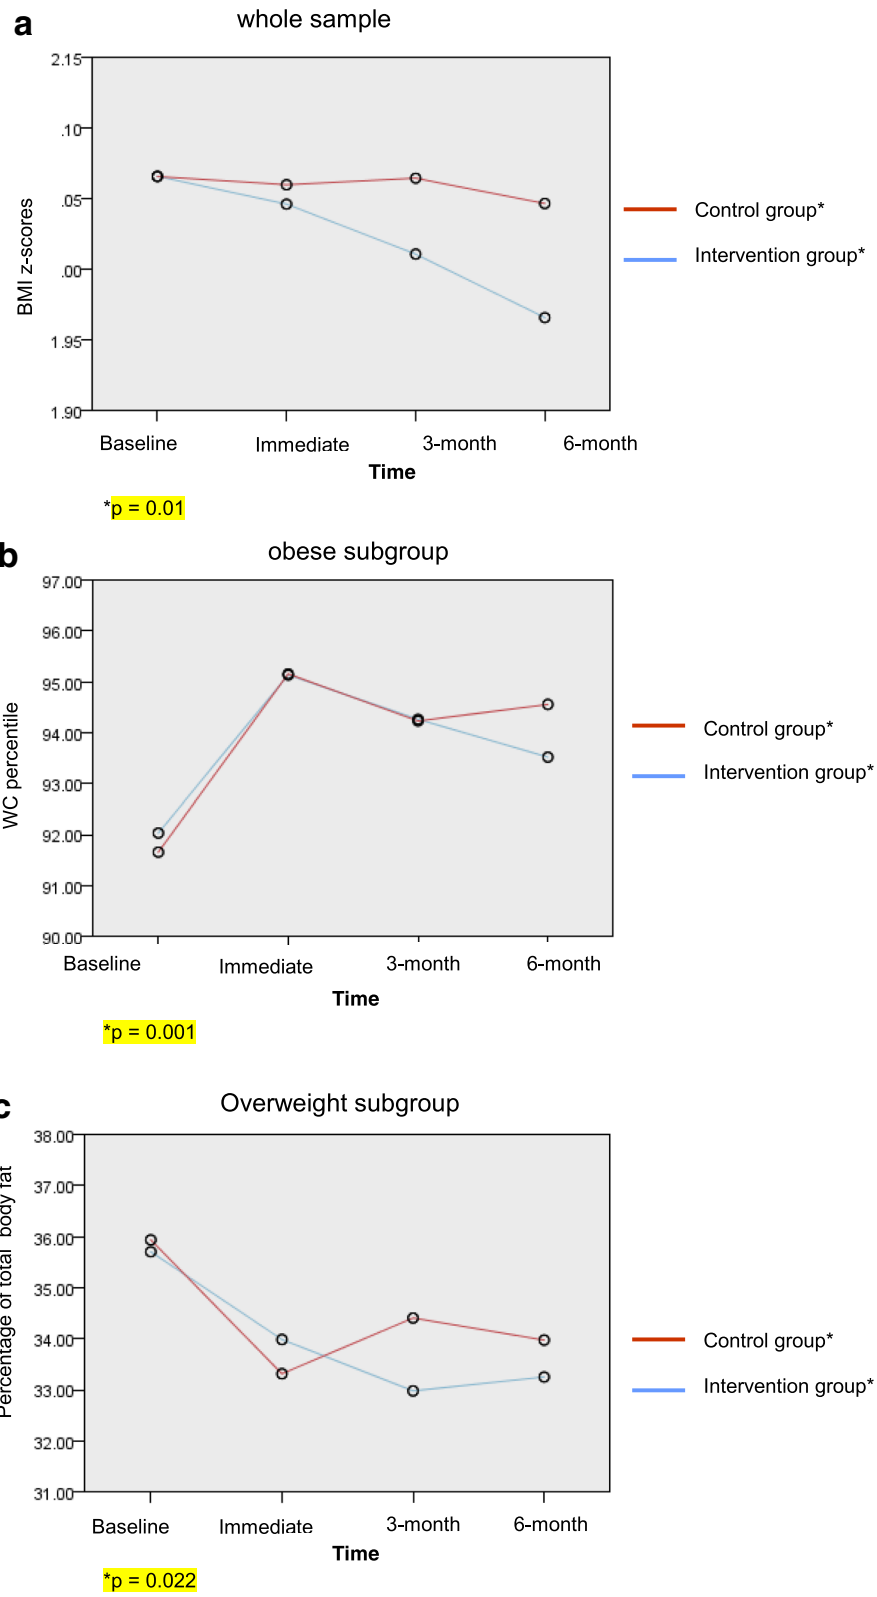 a
whole sample
2.15
.10
.05
.00
1.95
1.90
BMI z-scores
Control group*
Intervention group*
Baseline Immediate 3-month 6-month
Time
*p = 0.01
b
obese subgroup
97.00
96.00
95.00
94.00
93.00
92.00
91.00
90.00
WC percentile
Control group*
Intervention group*
Baseline Immediate 3-month 6-month
Time
*p = 0.001
c
Overweight subgroup
38.00
37.00
36.00
35.00
34.00
33.00
32.00
31.00
Percentage of total body fat
Control group*
Intervention group*
Baseline Immediate 3-month 6-month
Time
*p = 0.022